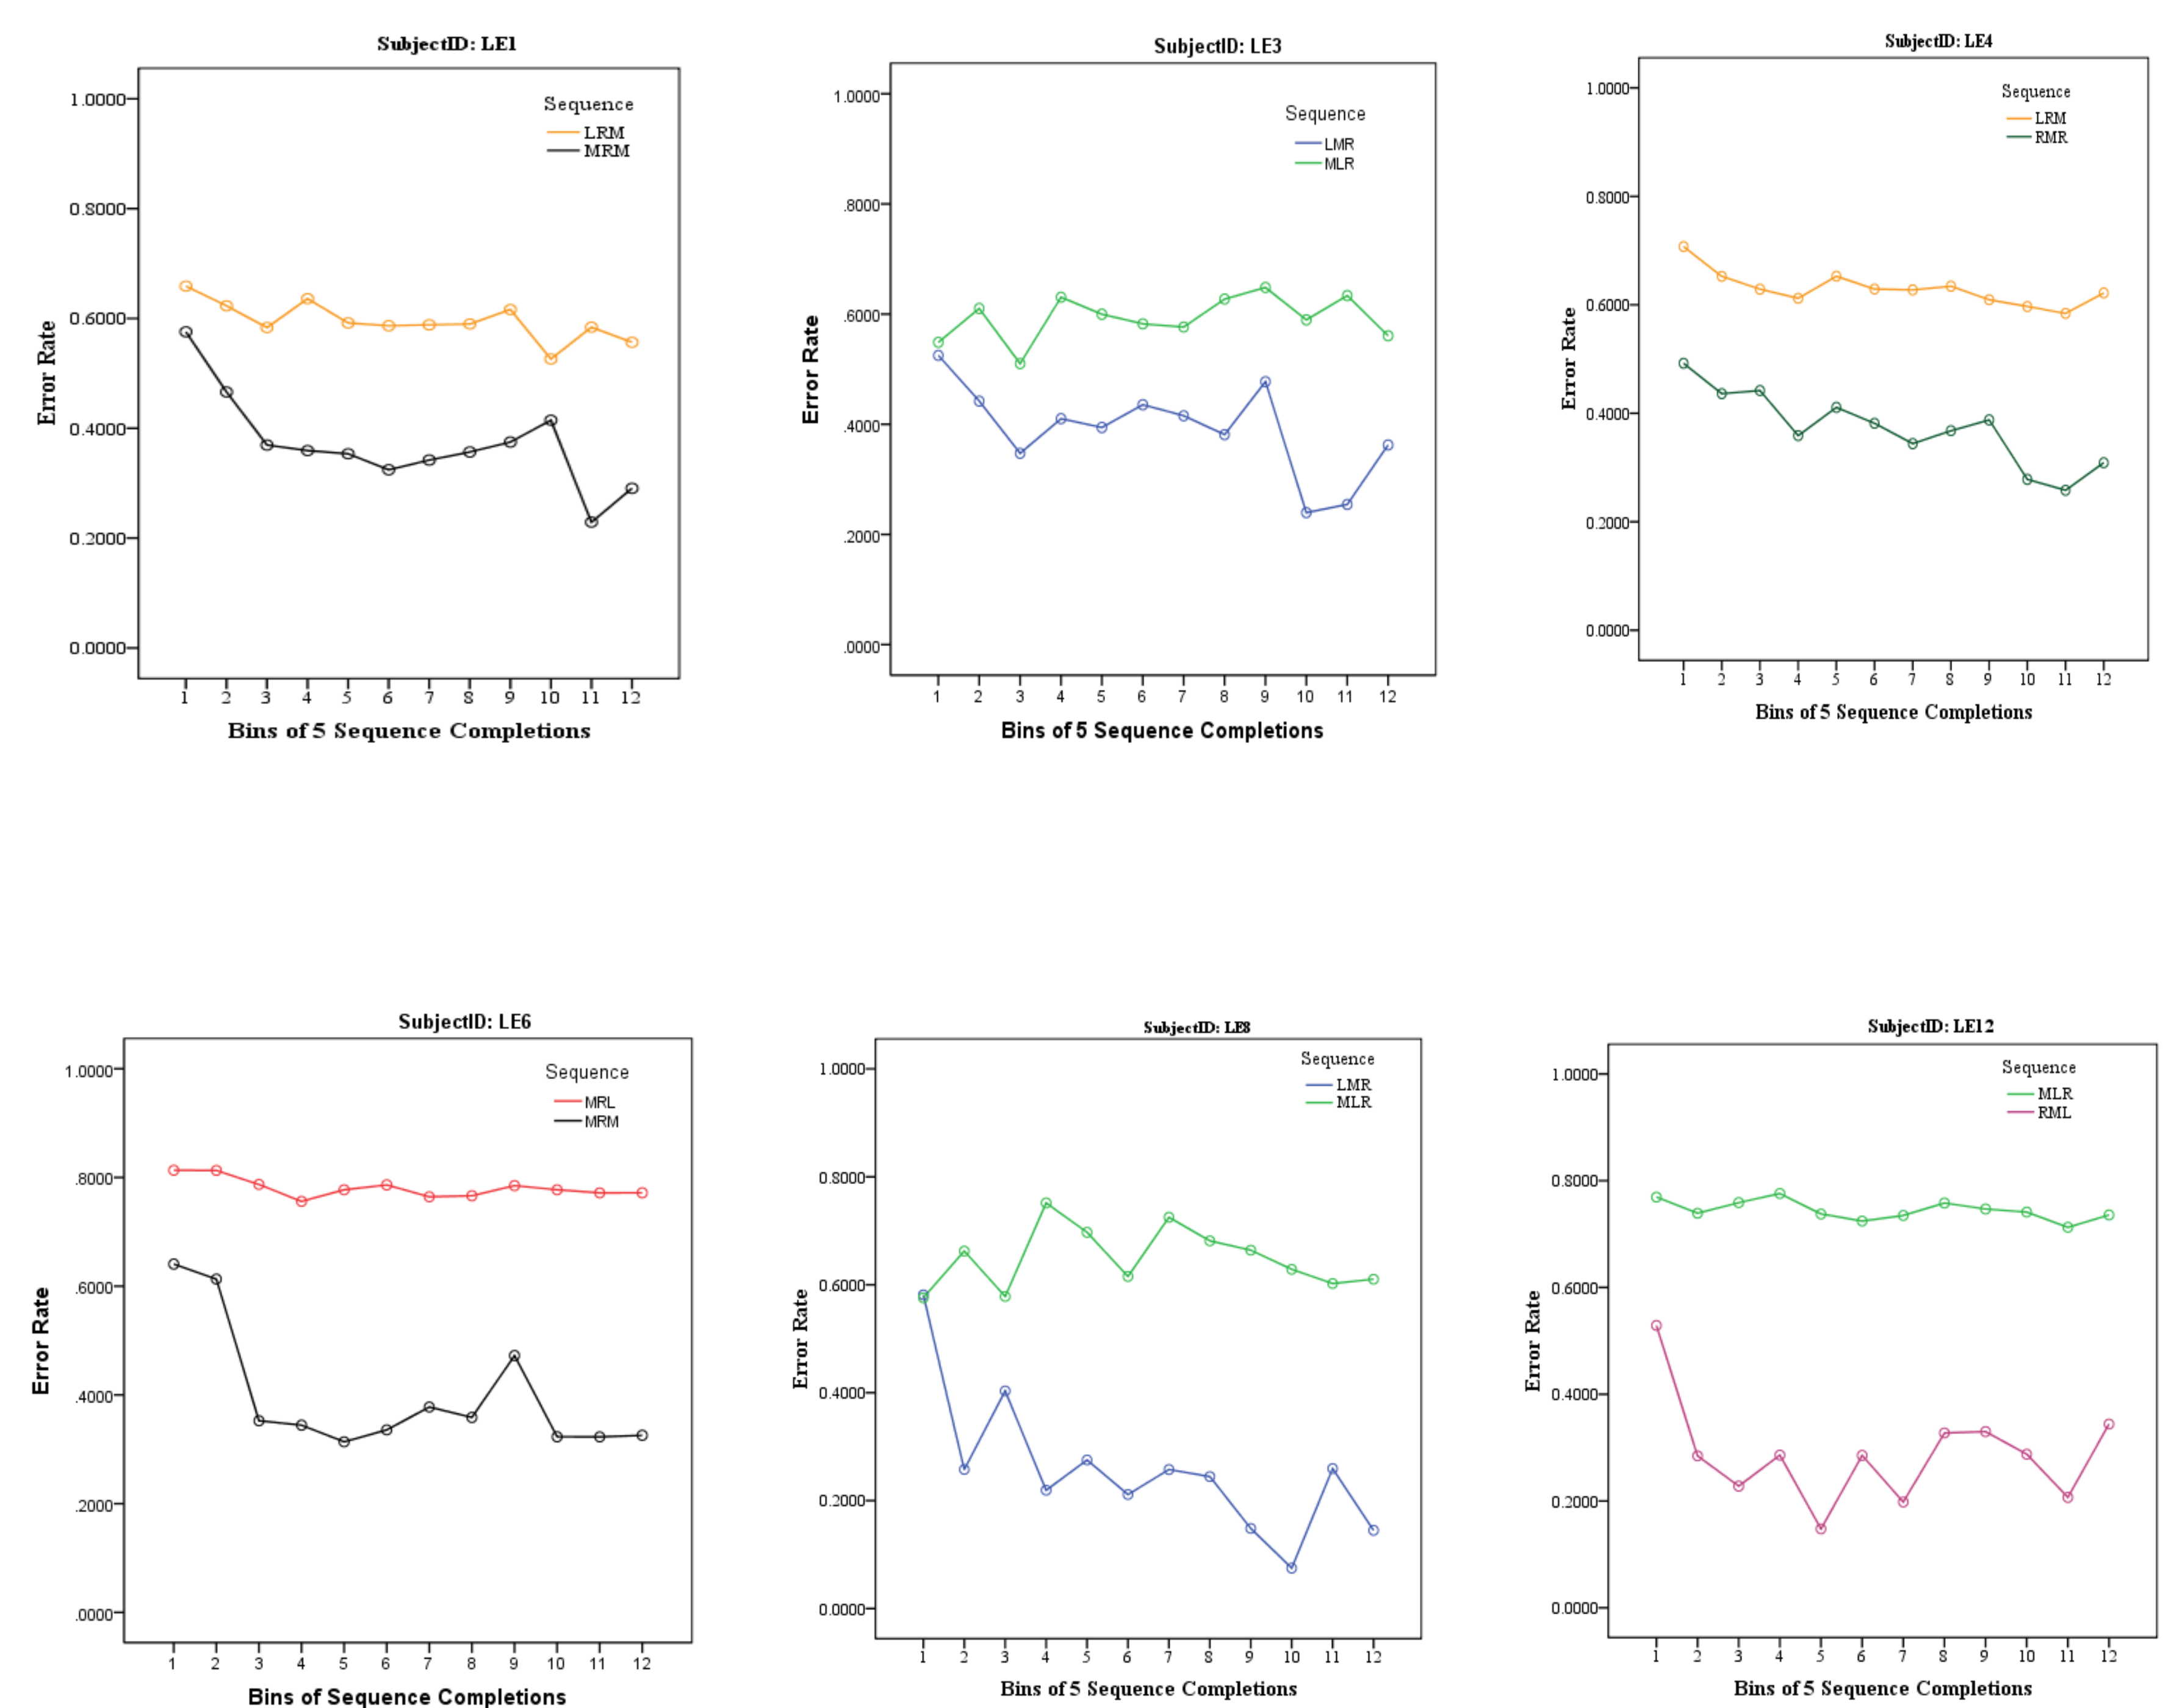 SubjectID: LE1
Sequence
LRM
MRM
1.0000
0.8000
0.6000
0.4000
0.2000
0.0000
Error Rate
1 2 3 4 5 6 7 8 9 10 11 12
Bins of 5 Sequence Completions
SubjectID: LE3
Sequence
LMR
MLR
1.0000
.8000
.6000
.4000
.2000
.0000
Error Rate
1 2 3 4 5 6 7 8 9 10 11 12
Bins of 5 Sequence Completions
SubjectID: LE4
Sequence
LRM
RMR
1.0000
0.8000
0.6000
0.4000
0.2000
0.0000
Error Rate
1 2 3 4 5 6 7 8 9 10 11 12
Bins of 5 Sequence Completions
SubjectID: LE6
Sequence
MRL
MRM
1.0000
.8000
.6000
.4000
.2000
.0000
Error Rate
1 2 3 4 5 6 7 8 9 10 11 12
Bins of Sequence Completions
SubjectID: LE8
Sequence
LMR
MLR
1.0000
0.8000
0.6000
0.4000
0.2000
0.0000
Error Rate
1 2 3 4 5 6 7 8 9 10 11 12
Bins of 5 Sequence Completions
SubjectID: LE12
Sequence
MLR
RML
1.0000
0.8000
0.6000
0.4000
0.2000
0.0000
Error Rate
1 2 3 4 5 6 7 8 9 10 11 12
Bins of 5 Sequence Completions